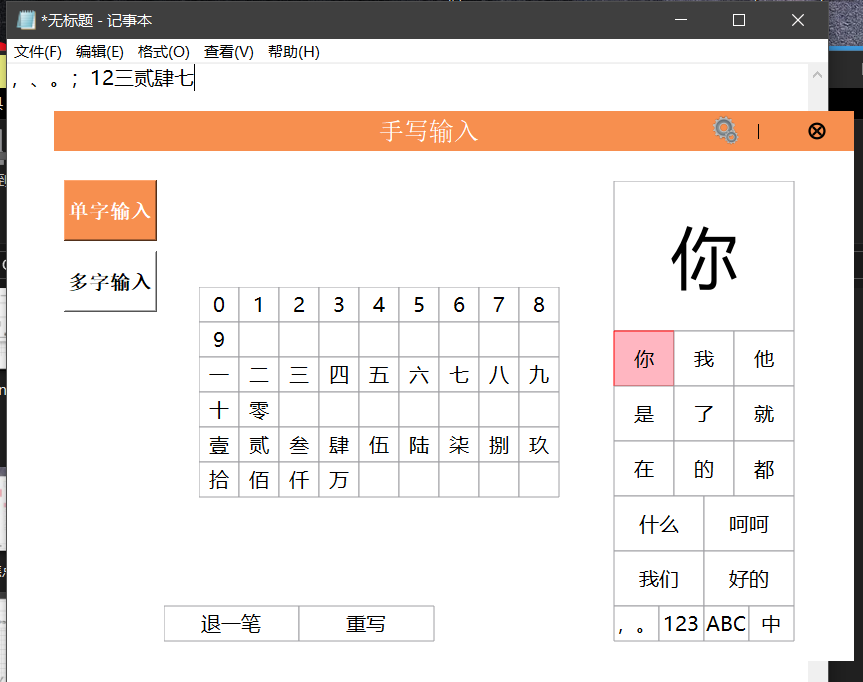 *无标题 - 记事本
文件(F) 编辑(E) 格式(O) 查看(V) 帮助(H)
，、。；12三贰肆七
手写输入
单字输入
多字输入
0 1 2 3 4 5 6 7 8
9
一 二 三 四 五 六 七 八 九
十 零
壹 贰 叁 肆 伍 陆 柒 捌 玖
拾 佰 仟 万
退一笔 重写
你
你 我 他
是 了 就
在 的 都
什么 呵呵
我们 好的
，。 123 ABC 中